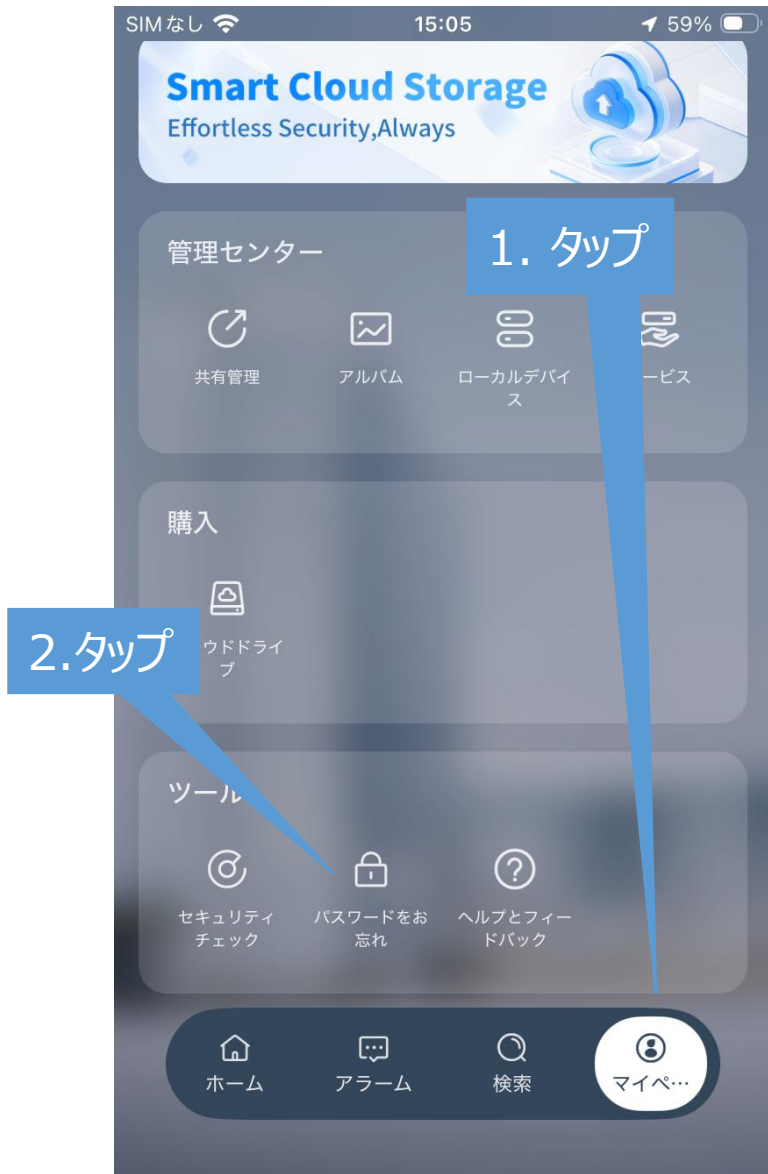 SIMなし 15:05 59%
Smart Cloud Storage
Effortless Security,Always
管理センター
1. タップ
共有管理
アルバム
ローカルデバイ
ス
ービス
購入
2.タップ
ウドドライ
ブ
ツール
セキュリティ
チェック
パスワードをお
忘れ
ヘルプとフィー
ドバック
ホーム
アラーム
検索
マイペ…